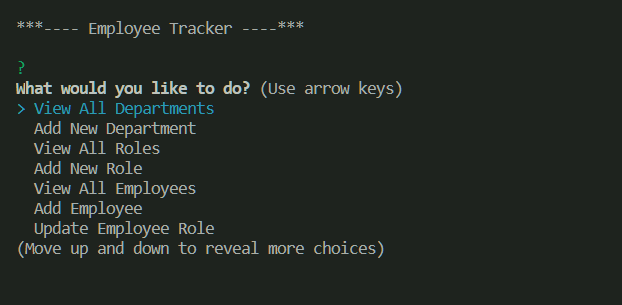 ***---- Employee Tracker ----***
?
What would you like to do? (Use arrow keys)
> View All Departments
Add New Department
View All Roles
Add New Role
View All Employees
Add Employee
Update Employee Role
(Move up and down to reveal more choices)